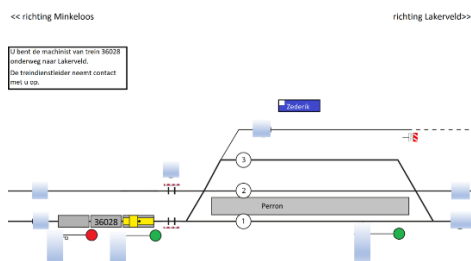 << richting Minkeloos
richting Lakerveld>>
U bent de machinist van trein 36028
onderweg naar Lakerveld.
De treindienstleider neemt contact
met u op.
Zederik
3
2
Perron
36028
1